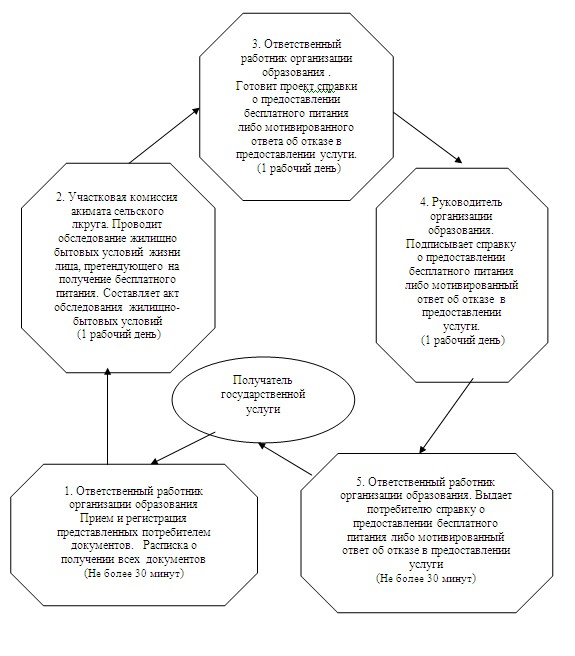 3. Ответственный
работник организации
образования .
Готовит проект справки
о предоставлении
бесплатного питания
либо мотивированного
ответа об отказе в
предоставлении услуги.
(1 рабочий день)
2. Участковая комиссия
акимата сельского
лкруга. Проводит
обследование жилищно
бытовых условий жизни
лица, претендующего на
получение бесплатного
питания. Составляет акт
обследования жилищно-
бытовых условий
(1 рабочий день)
4. Руководитель
организации
образования.
Подписывает справку
о предоставлении
бесплатного питания
либо мотивированный
ответ об отказе в
предоставлении
услуги.
(1 рабочий день)
Получатель
государственной
услуги
1. Ответственный работник
организации образования
Прием и регистрация
представленных потребителем
документов. Расписка о
получении всех документов
(Не более 30 минут)
5. Ответственный работник
организации образования. Выдает
потребителю справку о
предоставлении бесплатного
питания либо мотивированный
ответ об отказе в предоставлении
услуги
(Не более 30 минут)